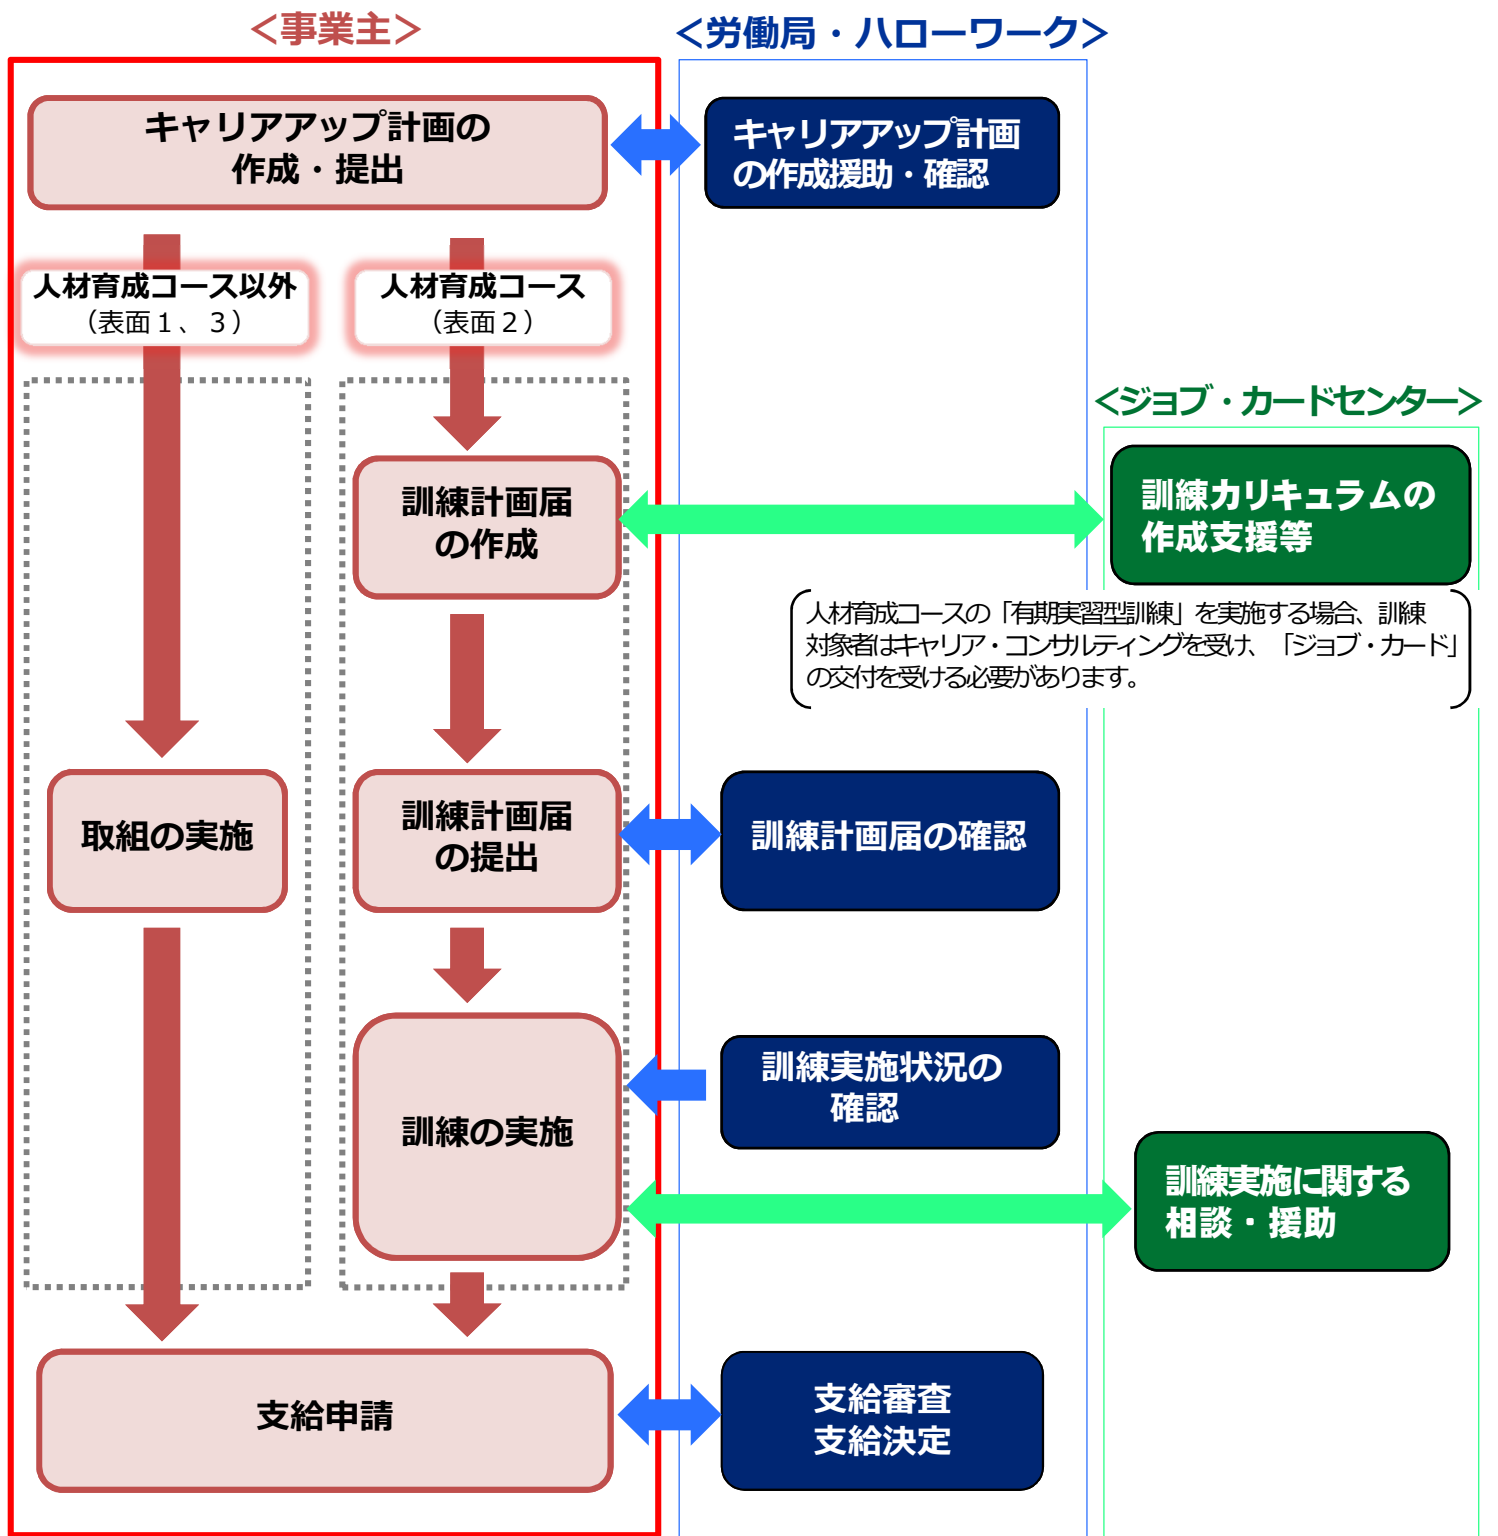 ＜事業主＞
＜労働局・ハローワーク＞
キャリアアップ計画の
作成・提出
キャリアアップ計画
の作成援助・確認
人材育成コース以外
（表面１、３）
人材育成コース
（表面２）
＜ジョブ・カードセンター＞
訓練計画届
の作成
訓練カリキュラムの
作成支援等
人材育成コースの「有期実習型訓練」を実施する場合、訓練
対象者はキャリア・コンサルティングを受け、「ジョブ・カード」
の交付を受ける必要があります。
取組の実施
訓練計画届
の提出
訓練計画届の確認
訓練の実施
訓練実施状況の
確認
訓練実施に関する
相談・援助
支給申請
支給審査
支給決定